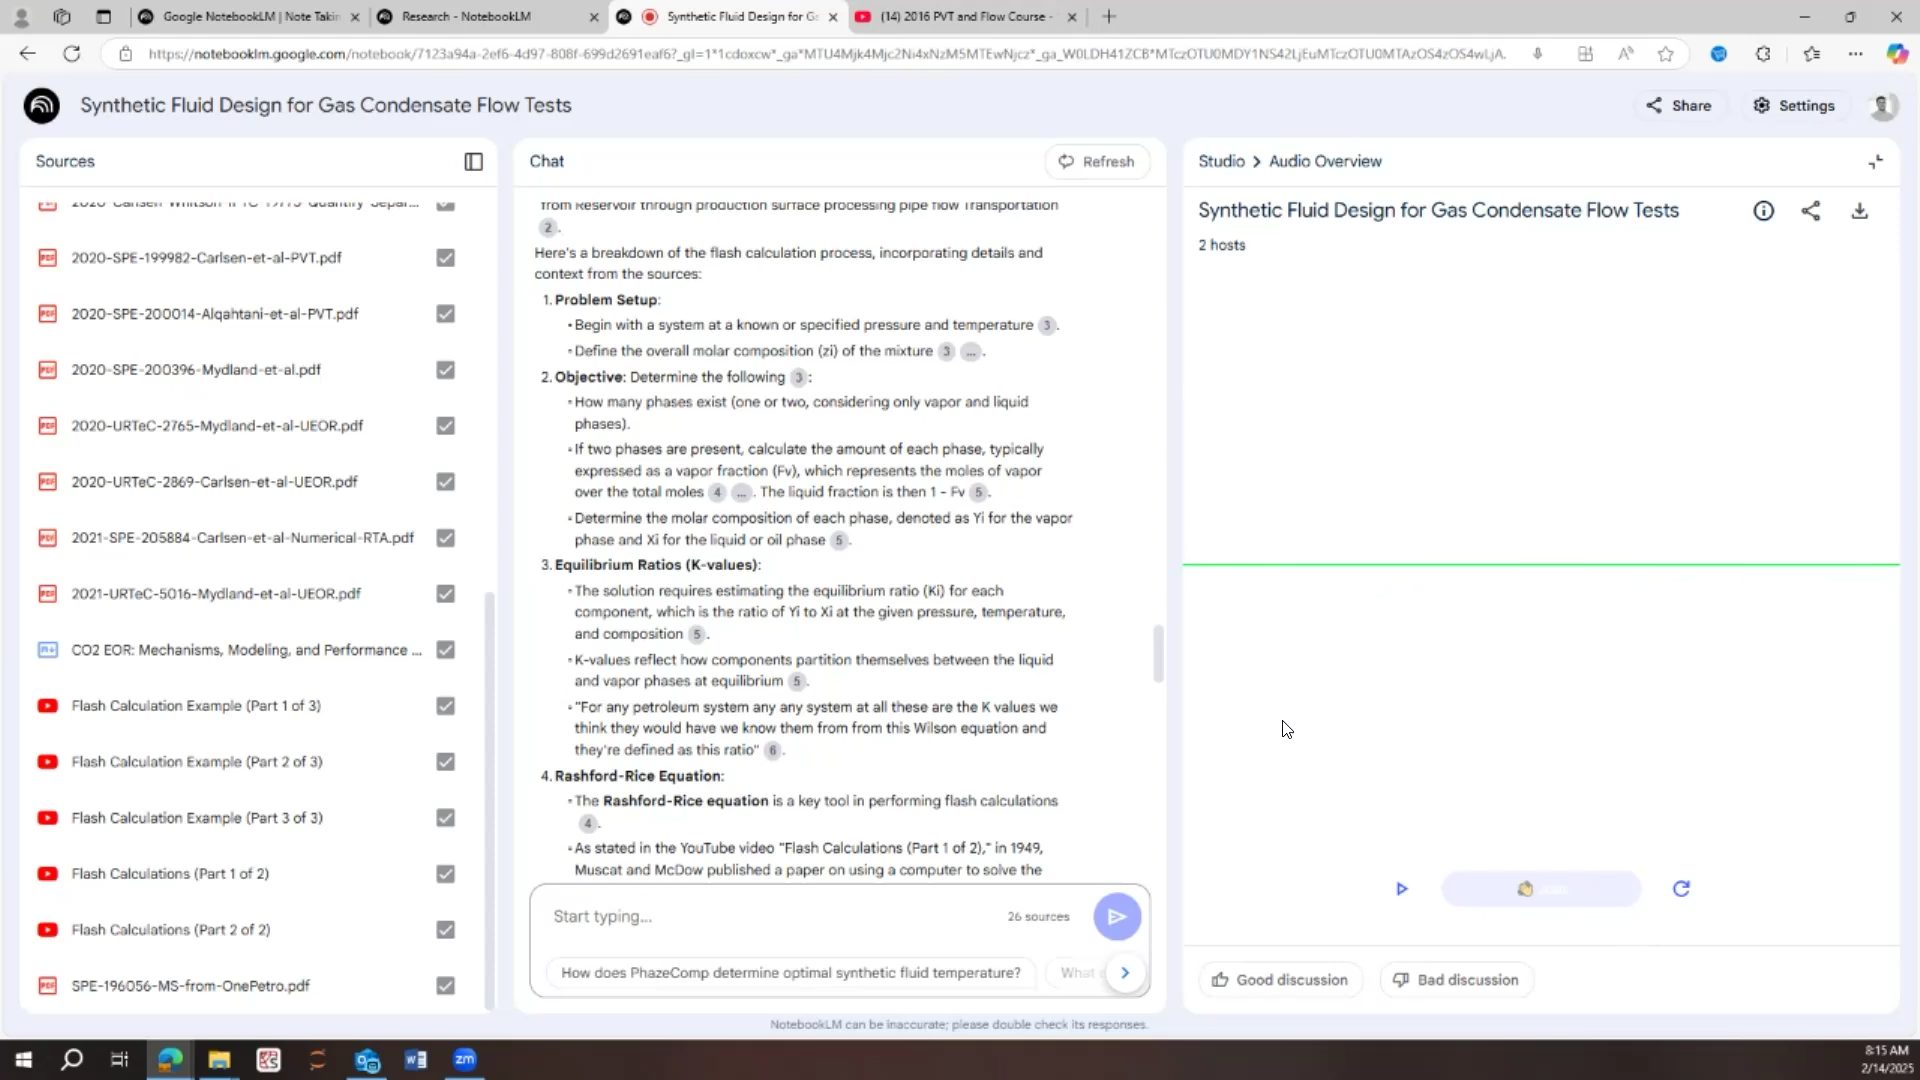 Google NotebookLM | Note Takin
Research - NotebookLM
Synthetic Fluid Design for Ga
(14) 2016 PVT and Flow Course -
https://notebooklm.google.com/notebook/7123a94a-2ef6-4d97-808f-699d2691eaf6?_gl=1*1cdoxcw*_ga*MTU4Mjk4Mjc2Ni4xNzM5MTEwNjcz*_ga_W0LDH41ZCB*MTczOTU0MDY1NS42LjEuMTczOTU0MTAzOS4zOS4wLjA.
Synthetic Fluid Design for Gas Condensate Flow Tests
Share
Settings
Sources
2020-Carlsen-Whitson-IPTC-19775-Quantify-Separ...
2020-SPE-199982-Carlsen-et-al-PVT.pdf
2020-SPE-200014-Alqahtani-et-al-PVT.pdf
2020-SPE-200396-Mydland-et-al.pdf
2020-URTeC-2765-Mydland-et-al-UEOR.pdf
2020-URTeC-2869-Carlsen-et-al-UEOR.pdf
2021-SPE-205884-Carlsen-et-al-Numerical-RTA.pdf
2021-URTeC-5016-Mydland-et-al-UEOR.pdf
CO2 EOR: Mechanisms, Modeling, and Performance ...
Flash Calculation Example (Part 1 of 3)
Flash Calculation Example (Part 2 of 3)
Flash Calculation Example (Part 3 of 3)
Flash Calculations (Part 1 of 2)
Flash Calculations (Part 2 of 2)
SPE-196056-MS-from-OnePetro.pdf
Chat
Refresh
from Reservoir through production surface processing pipe flow Transportation
2.
Here's a breakdown of the flash calculation process, incorporating details and
context from the sources:
1. Problem Setup:
• Begin with a system at a known or specified pressure and temperature 3.
• Define the overall molar composition (zi) of the mixture 3 ....
2. Objective: Determine the following 3:
• How many phases exist (one or two, considering only vapor and liquid
phases).
• If two phases are present, calculate the amount of each phase, typically
expressed as a vapor fraction (Fv), which represents the moles of vapor
over the total moles 4 .... The liquid fraction is then 1 - Fv 5.
• Determine the molar composition of each phase, denoted as Yi for the vapor
phase and Xi for the liquid or oil phase 5.
3. Equilibrium Ratios (K-values):
• The solution requires estimating the equilibrium ratio (Ki) for each
component, which is the ratio of Yi to Xi at the given pressure, temperature,
and composition 5.
• K-values reflect how components partition themselves between the liquid
and vapor phases at equilibrium 5.
• "For any petroleum system any any system at all these are the K values we
think they would have we know them from from this Wilson equation and
they're defined as this ratio" 6.
4. Rashford-Rice Equation:
• The Rashford-Rice equation is a key tool in performing flash calculations
4.
• As stated in the YouTube video "Flash Calculations (Part 1 of 2)," in 1949,
Muscat and McDow published a paper on using a computer to solve the
Start typing...
26 sources
How does PhazeComp determine optimal synthetic fluid temperature?
What
NotebookLM can be inaccurate; please double check its responses.
Studio > Audio Overview
Synthetic Fluid Design for Gas Condensate Flow Tests
2 hosts
Good discussion
Bad discussion
8:15 AM
2/14/2025